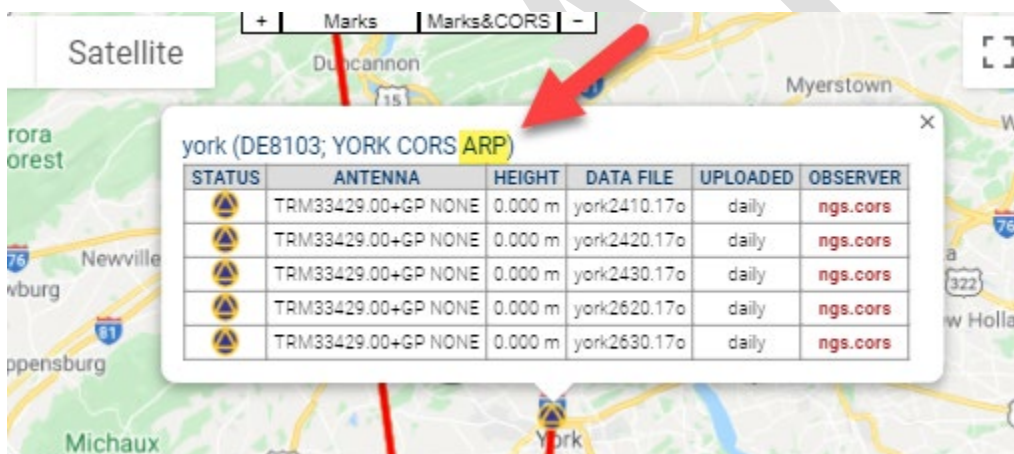 + Marks Marks&CORS −
Satellite
Duncannon
15
Myerstown
york (DE8103; YORK CORS ARP)
×
STATUS ANTENNA HEIGHT DATA FILE UPLOADED OBSERVER
TRM33429.00+GP NONE 0.000 m york2410.17o daily ngs.cors
TRM33429.00+GP NONE 0.000 m york2420.17o daily ngs.cors
TRM33429.00+GP NONE 0.000 m york2430.17o daily ngs.cors
TRM33429.00+GP NONE 0.000 m york2620.17o daily ngs.cors
TRM33429.00+GP NONE 0.000 m york2630.17o daily ngs.cors
rora
orest
76
Newville
wburg
81
ppensburg
76
a
322
w Holla
Michaux
York